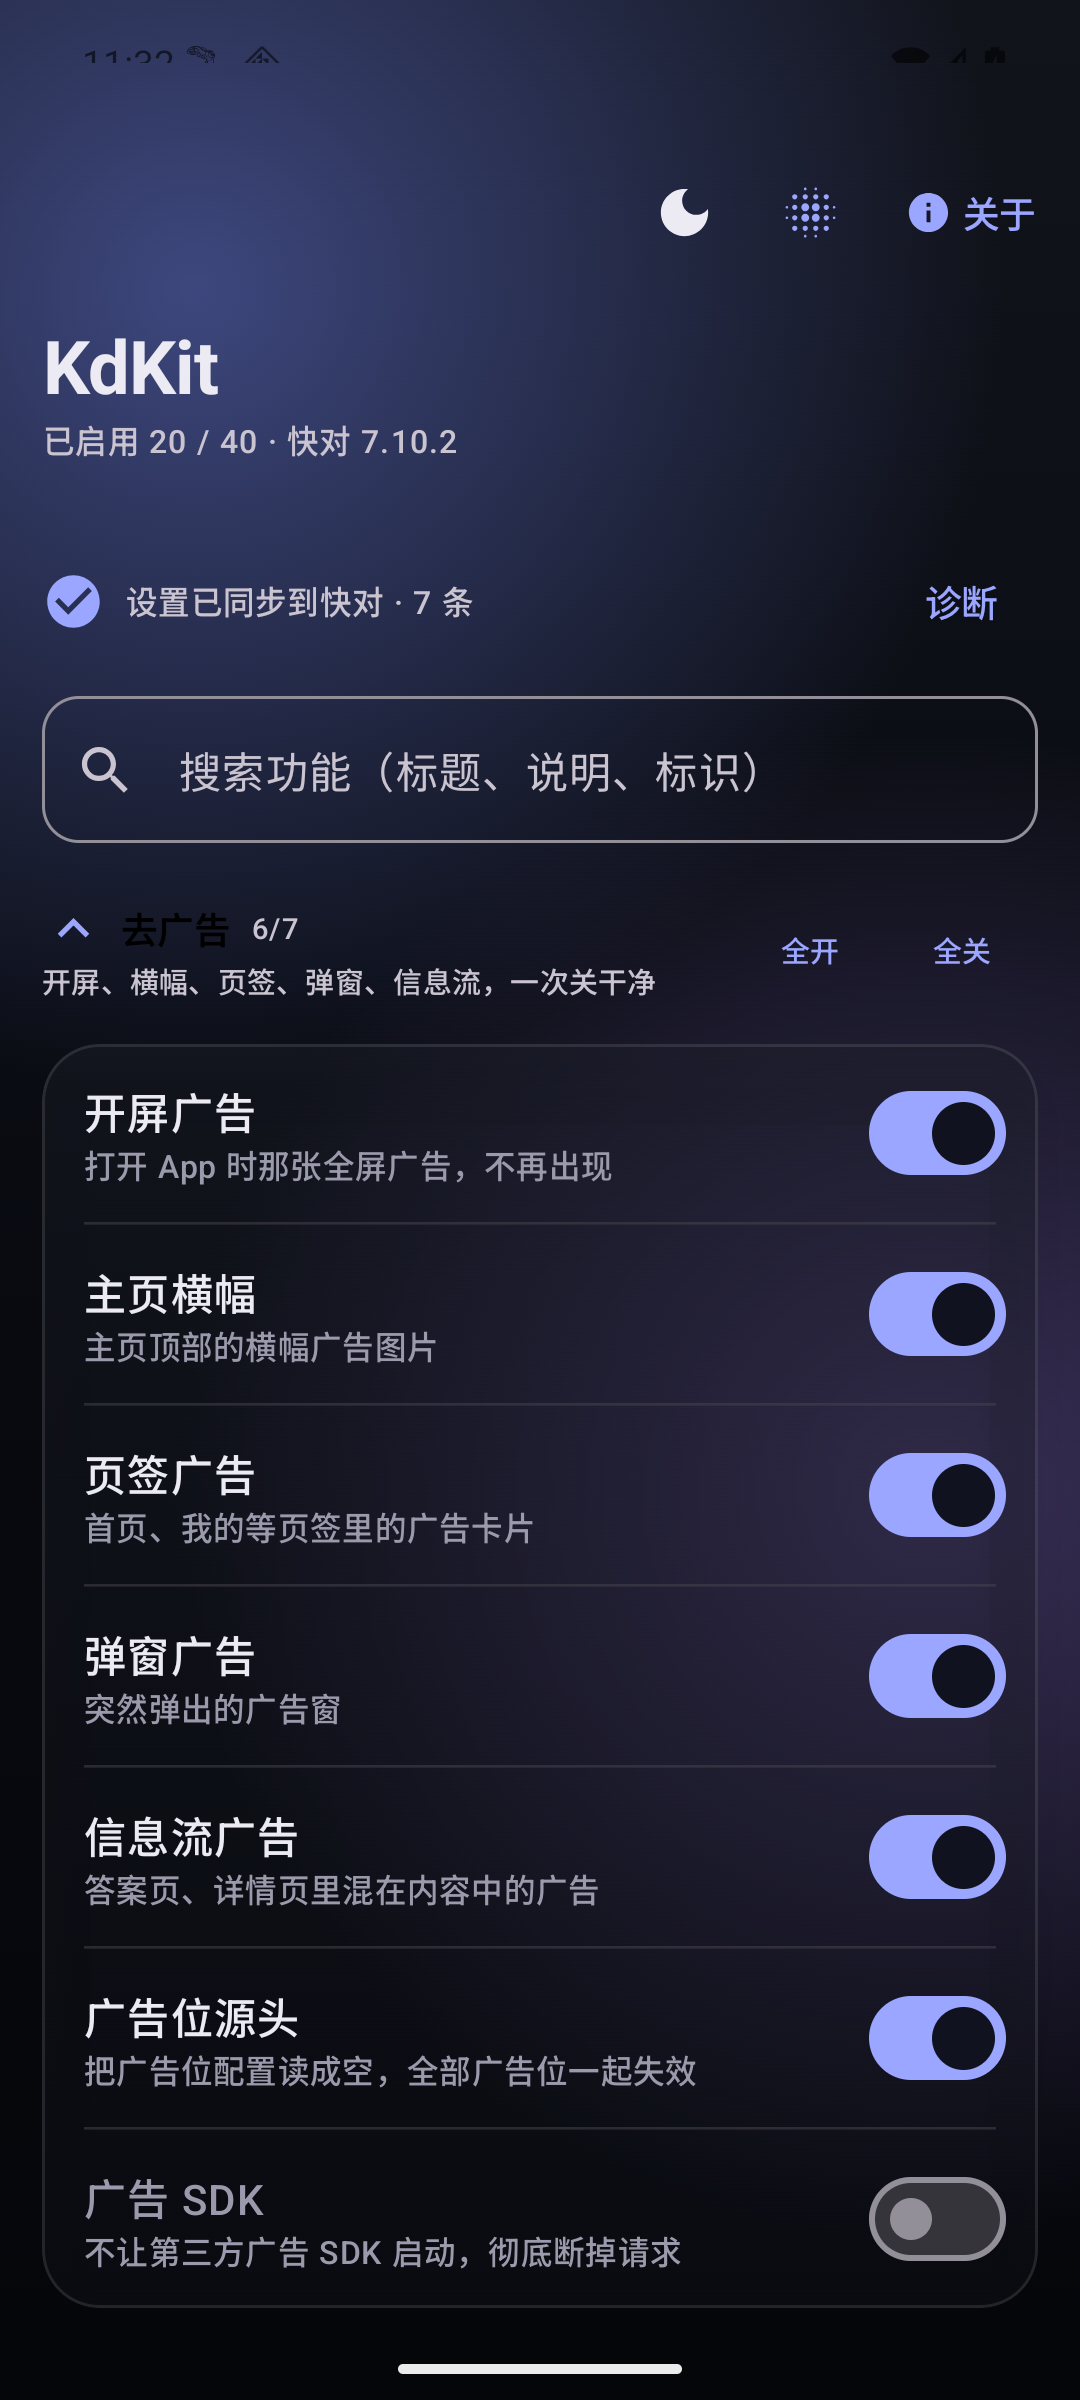 11:32
关于
KdKit
已启用 20 / 40 · 快对 7.10.2
设置已同步到快对 · 7 条
诊断
搜索功能（标题、说明、标识）
去广告 6/7
全开 全关
开屏、横幅、页签、弹窗、信息流，一次关干净
开屏广告
打开 App 时那张全屏广告，不再出现
主页横幅
主页顶部的横幅广告图片
页签广告
首页、我的等页签里的广告卡片
弹窗广告
突然弹出的广告窗
信息流广告
答案页、详情页里混在内容中的广告
广告位源头
把广告位配置读成空，全部广告位一起失效
广告 SDK
不让第三方广告 SDK 启动，彻底断掉请求